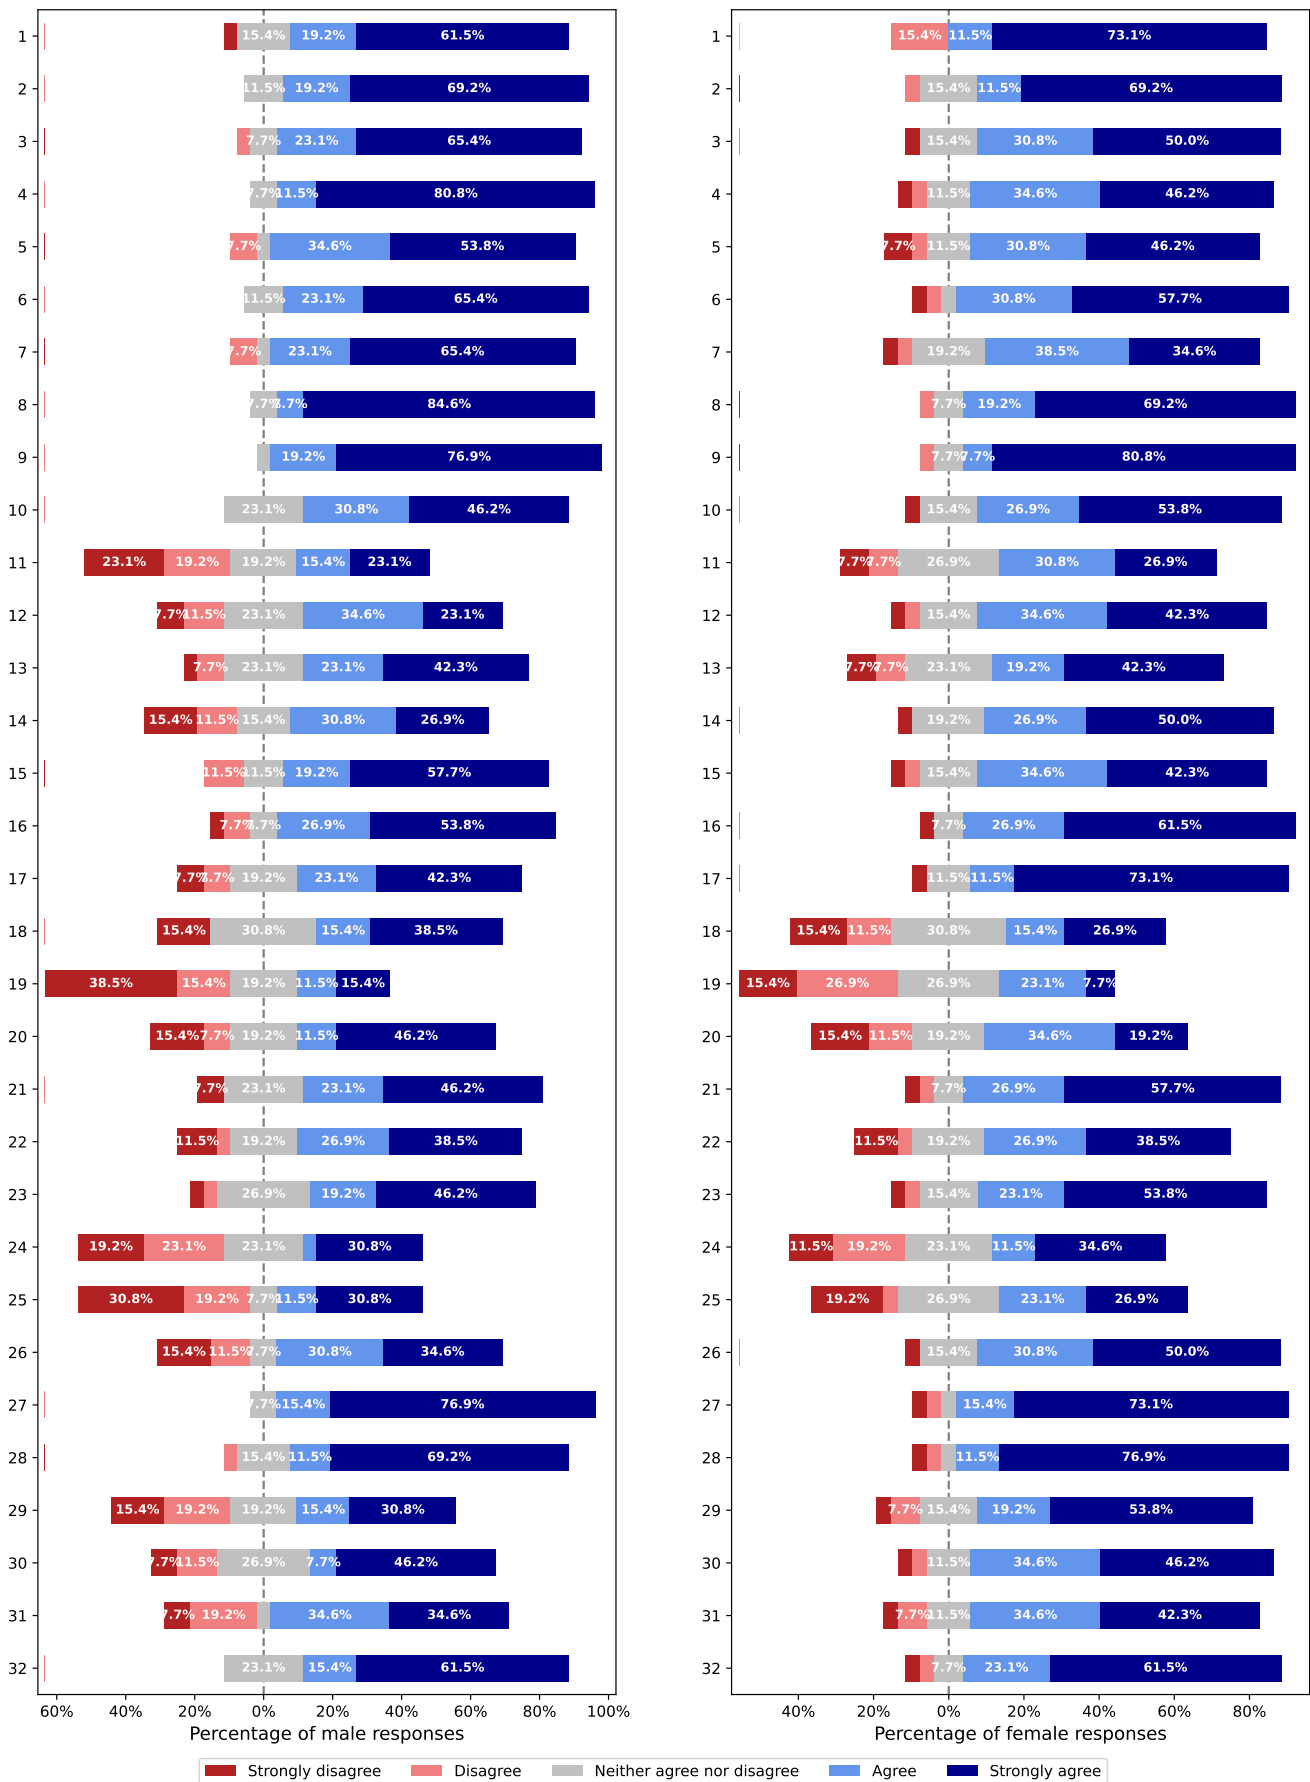 1 15.4% 19.2% 61.5% 1 15.4% 11.5% 73.1%
2 11.5% 19.2% 69.2% 2 15.4% 11.5% 69.2%
3 7.7% 23.1% 65.4% 3 15.4% 30.8% 50.0%
4 7.7% 11.5% 80.8% 4 11.5% 34.6% 46.2%
5 7.7% 34.6% 53.8% 5 7.7% 11.5% 30.8% 46.2%
6 11.5% 23.1% 65.4% 6 30.8% 57.7%
7 7.7% 23.1% 65.4% 7 19.2% 38.5% 34.6%
8 7.7% 7.7% 84.6% 8 7.7% 19.2% 69.2%
9 19.2% 76.9% 9 7.7% 7.7% 80.8%
10 23.1% 30.8% 46.2% 10 15.4% 26.9% 53.8%
11 23.1% 19.2% 19.2% 15.4% 23.1% 11 7.7% 7.7% 26.9% 30.8% 26.9%
12 7.7% 11.5% 23.1% 34.6% 23.1% 12 15.4% 34.6% 42.3%
13 7.7% 23.1% 23.1% 42.3% 13 7.7% 7.7% 23.1% 19.2% 42.3%
14 15.4% 11.5% 15.4% 30.8% 26.9% 14 19.2% 26.9% 50.0%
15 11.5% 11.5% 19.2% 57.7% 15 15.4% 34.6% 42.3%
16 7.7% 7.7% 26.9% 53.8% 16 7.7% 26.9% 61.5%
17 7.7% 7.7% 19.2% 23.1% 42.3% 17 11.5% 11.5% 73.1%
18 15.4% 30.8% 15.4% 38.5% 18 15.4% 11.5% 30.8% 15.4% 26.9%
19 38.5% 15.4% 19.2% 11.5% 15.4% 19 15.4% 26.9% 26.9% 23.1% 7.7%
20 15.4% 7.7% 19.2% 11.5% 46.2% 20 15.4% 11.5% 19.2% 34.6% 19.2%
21 7.7% 23.1% 23.1% 46.2% 21 7.7% 26.9% 57.7%
22 11.5% 19.2% 26.9% 38.5% 22 11.5% 19.2% 26.9% 38.5%
23 26.9% 19.2% 46.2% 23 15.4% 23.1% 53.8%
24 19.2% 23.1% 23.1% 30.8% 24 11.5% 19.2% 23.1% 11.5% 34.6%
25 30.8% 19.2% 7.7% 11.5% 30.8% 25 19.2% 26.9% 23.1% 26.9%
26 15.4% 11.5% 7.7% 30.8% 34.6% 26 15.4% 30.8% 50.0%
27 7.7% 15.4% 76.9% 27 15.4% 73.1%
28 15.4% 11.5% 69.2% 28 11.5% 76.9%
29 15.4% 19.2% 19.2% 15.4% 30.8% 29 7.7% 15.4% 19.2% 53.8%
30 7.7% 11.5% 26.9% 7.7% 46.2% 30 11.5% 34.6% 46.2%
31 7.7% 19.2% 34.6% 34.6% 31 7.7% 11.5% 34.6% 42.3%
32 23.1% 15.4% 61.5% 32 7.7% 23.1% 61.5%
60% 40% 20% 0% 20% 40% 60% 80% 100% 40% 20% 0% 20% 40% 60% 80%
Percentage of male responses Percentage of female responses
Strongly disagree Disagree Neither agree nor disagree Agree Strongly agree